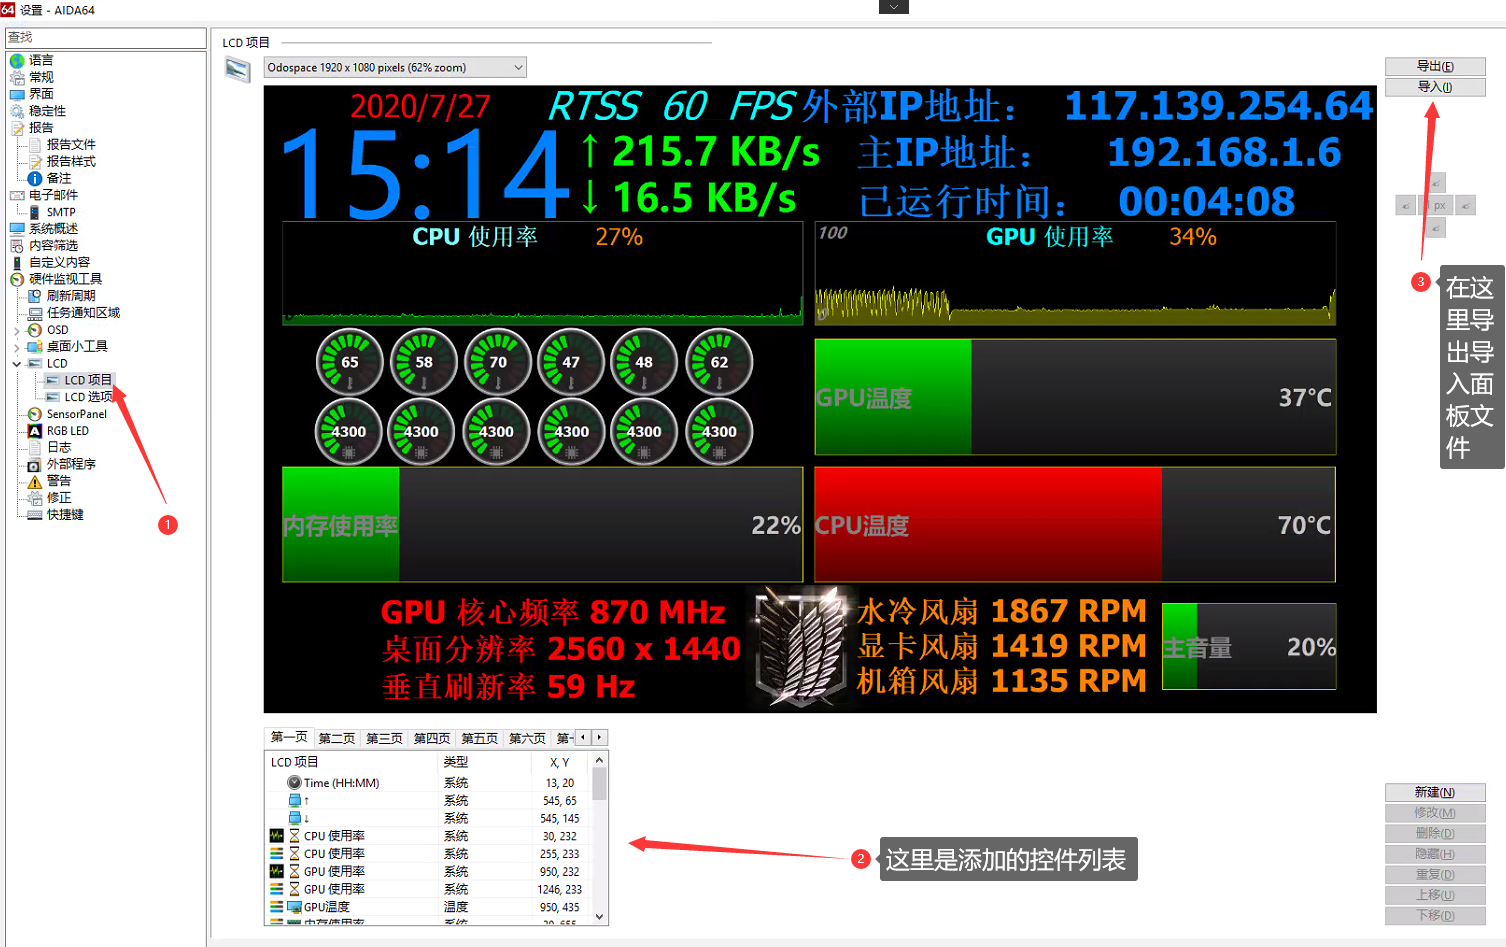 64 设置 - AIDA64
查找
语言
常规
界面
稳定性
报告
报告文件
报告样式
备注
电子邮件
SMTP
系统概述
内容筛选
自定义内容
硬件监视工具
刷新周期
任务通知区域
OSD
桌面小工具
LCD
LCD 项目
LCD 选项
SensorPanel
RGB LED
日志
外部程序
警告
修正
快捷键
1
LCD 项目
Odospace 1920 x 1080 pixels (62% zoom)
2020/7/27
15:14
RTSS 60 FPS
↑ 215.7 KB/s
↓ 16.5 KB/s
外部IP地址: 117.139.254.64
主IP地址: 192.168.1.6
已运行时间: 00:04:08
CPU 使用率 27%
100 GPU 使用率 34%
0
65 58 70 47 48 62
4300 4300 4300 4300 4300 4300
GPU温度 37°C
内存使用率 22%
CPU温度 70°C
GPU 核心频率 870 MHz
桌面分辨率 2560 x 1440
垂直刷新率 59 Hz
水冷风扇 1867 RPM
显卡风扇 1419 RPM
机箱风扇 1135 RPM
主音量 20%
第一页 第二页 第三页 第四页 第五页 第六页
LCD 项目 类型 X, Y
Time (HH:MM) 系统 13, 20
↑ 系统 545, 65
↓ 系统 545, 145
CPU 使用率 系统 30, 232
CPU 使用率 系统 255, 233
GPU 使用率 系统 950, 232
GPU 使用率 系统 1246, 233
GPU温度 温度 950, 435
2 这里是添加的控件列表
导出(E)
导入(I)
px
3
在这
里导
出导
入面
板文
件
新建(N)
修改(M)
删除(D)
隐藏(H)
重复(D)
上移(U)
下移(D)